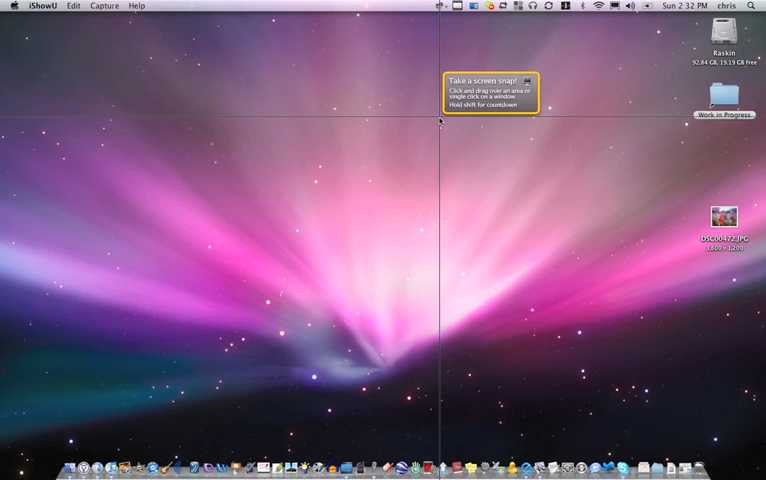 iShowU Edit Capture Help
Sun 2:32 PM chris
Take a screen snap!
Click and drag over an area or
single click on a window
Hold shift for countdown
Raskin
92.84 GB, 19.19 GB free
Work in Progress
DSC00472.JPG
1,600×1,200